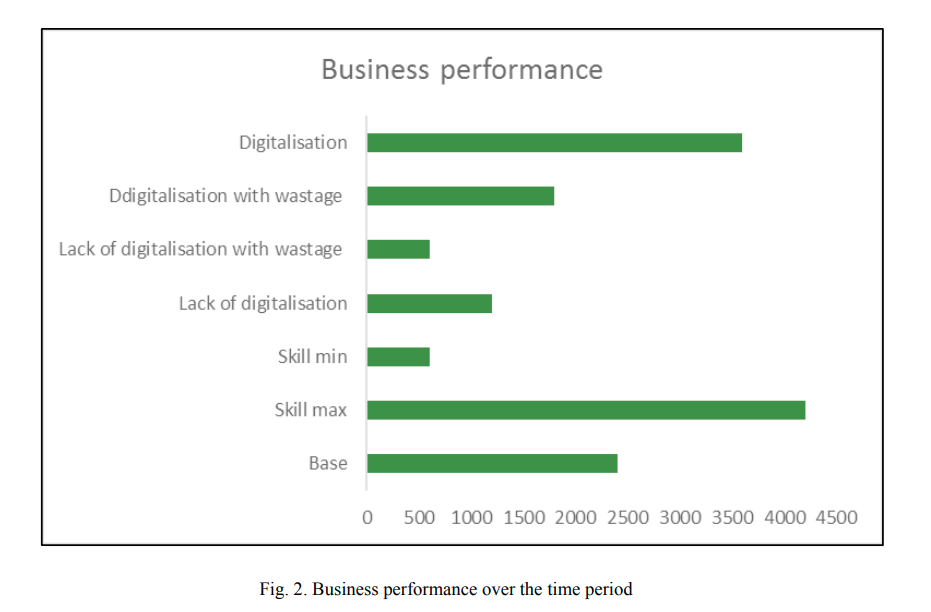 Business performance
Digitalisation
Ddigitalisation with wastage
Lack of digitalisation with wastage
Lack of digitalisation
Skill min
Skill max
Base
0 500 1000 1500 2000 2500 3000 3500 4000 4500
Fig. 2. Business performance over the time period